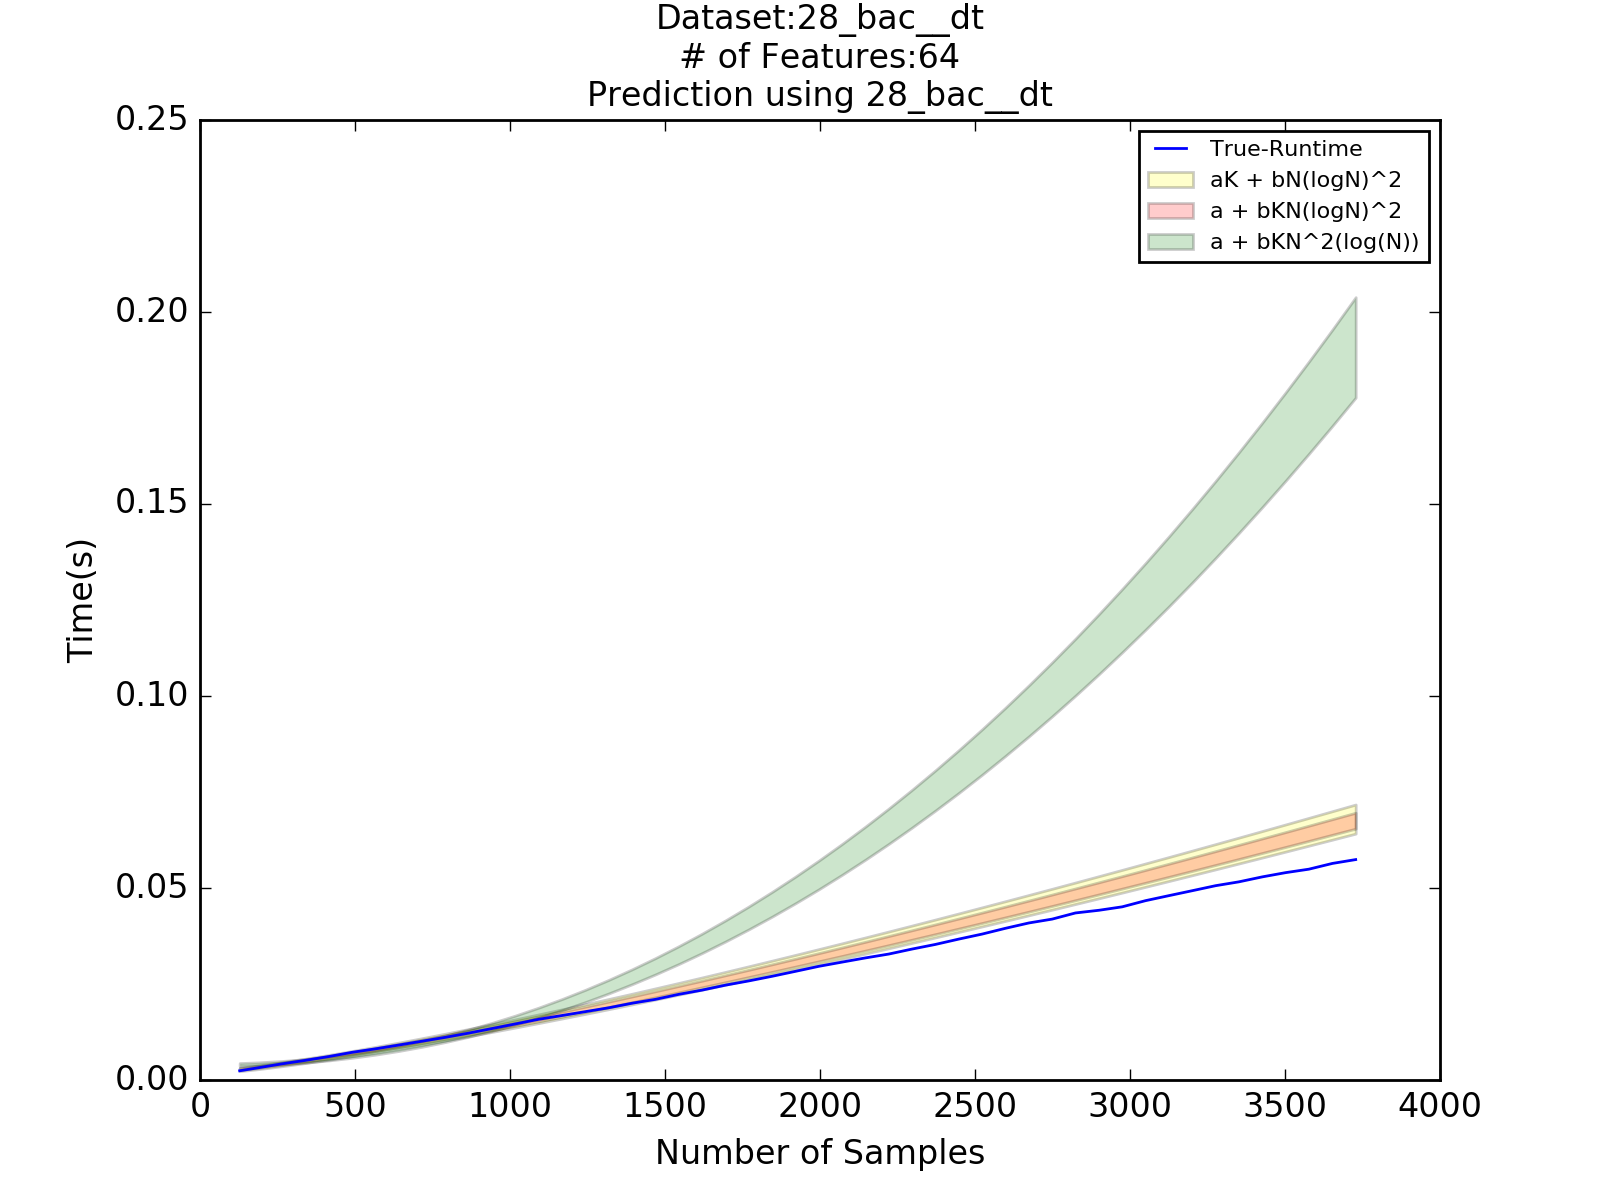 Dataset:28_bac__dt
# of Features:64
Prediction using 28_bac__dt
0.25
0.20
0.15
0.10
0.05
0.00
Time(s)
True-Runtime
aK + bN(logN)^2
a + bKN(logN)^2
a + bKN^2(log(N))
0 500 1000 1500 2000 2500 3000 3500 4000
Number of Samples